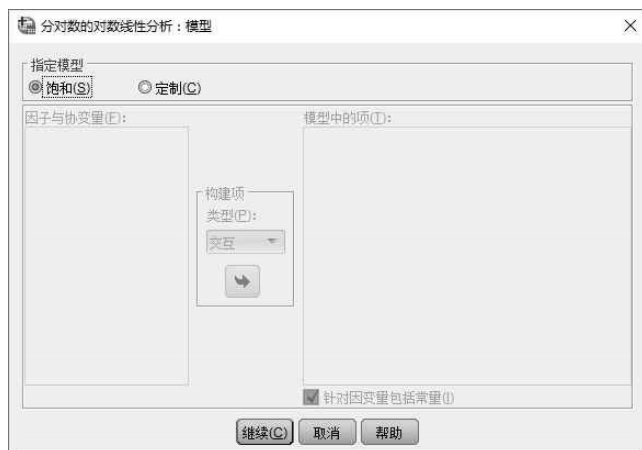 分对数的对数线性分析：模型
指定模型
饱和(S)
定制(C)
因子与协变量(F):
模型中的项(T):
构建项
类型(P):
交互
针对因变量包括常量(I)
继续(C)
取消
帮助